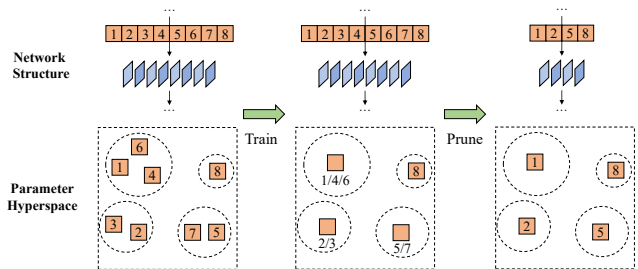 ... ... ...
1 2 3 4 5 6 7 8 1 2 3 4 5 6 7 8 1 2 5 8
Network
Structure
... ... ...
Train Prune
6
1 4 8
3 2 7 5
8
1/4/6
2/3 5/7
1 8
2 5
Parameter
Hyperspace